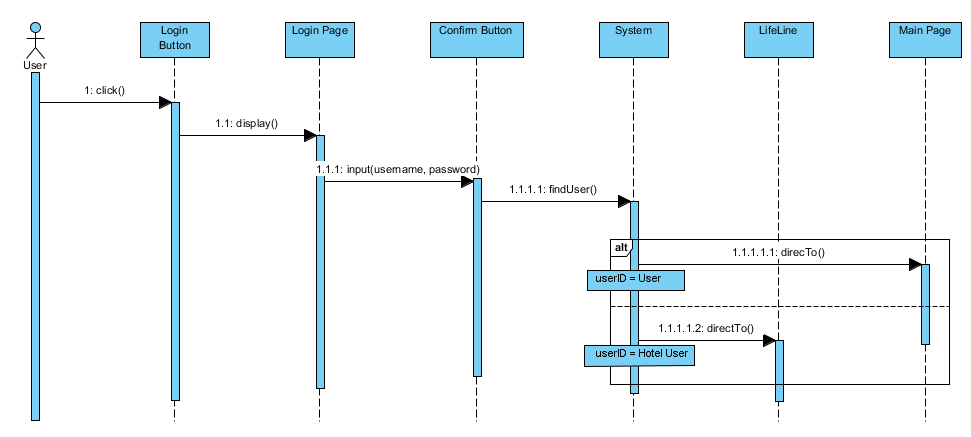 Login
Button
Login Page
Confirm Button
System
LifeLine
Main Page
User
1: click()
1.1: display()
1.1.1: input(username, password)
1.1.1.1: findUser()
alt
1.1.1.1.1: direcTo()
userID = User
1.1.1.1.2: directTo()
userID = Hotel User